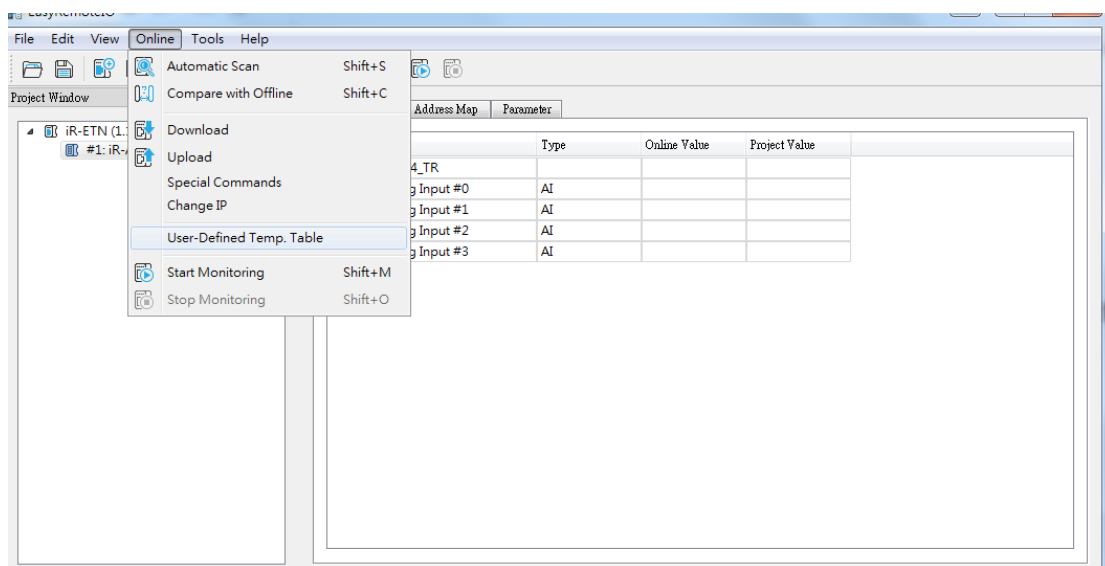 EasyRemoteIO
File Edit View Online Tools Help
Automatic Scan Shift+S
Project Window
Compare with Offline Shift+C
Address Map Parameter
iR-ETN (1.
Download
#1: iR-
Upload
Type Online Value Project Value
4_TR
Special Commands
g Input #0 AI
Change IP
g Input #1 AI
User-Defined Temp. Table
g Input #2 AI
g Input #3 AI
Start Monitoring Shift+M
Stop Monitoring Shift+O